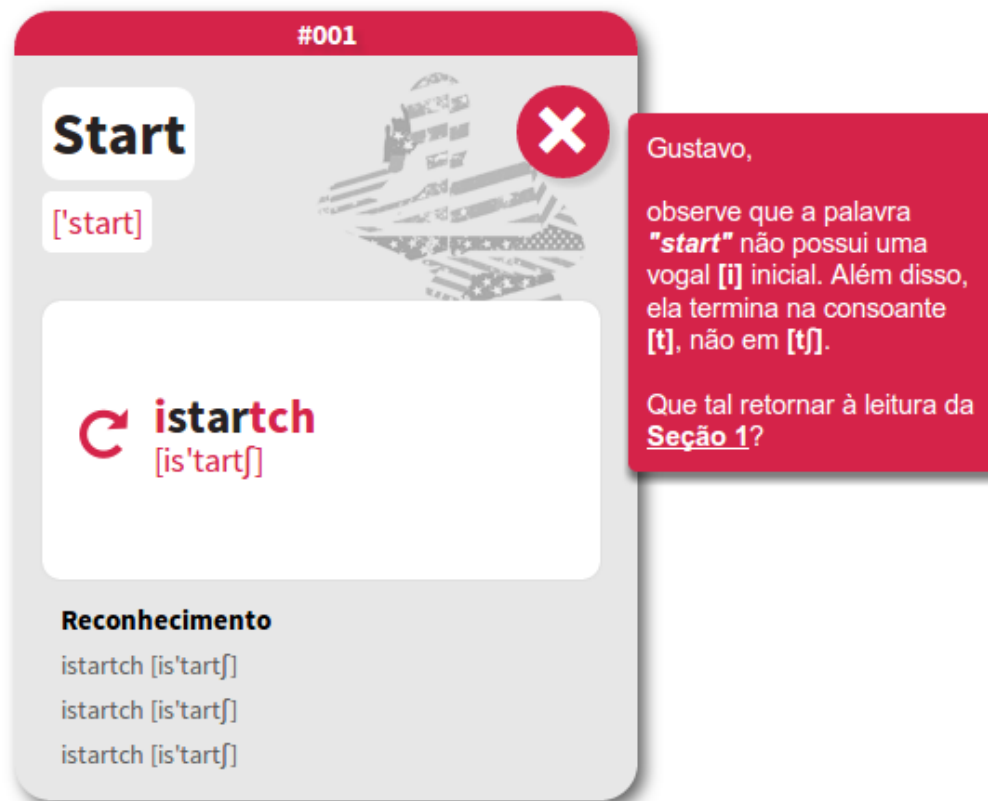 #001
Start
['start]
Gustavo,
observe que a palavra
"start" não possui uma
vogal [i] inicial. Além disso,
ela termina na consoante
[t], não em [tʃ].
Que tal retornar à leitura da
Seção 1?
istartch
[is'tartʃ]
Reconhecimento
istartch [is'tartʃ]
istartch [is'tartʃ]
istartch [is'tartʃ]